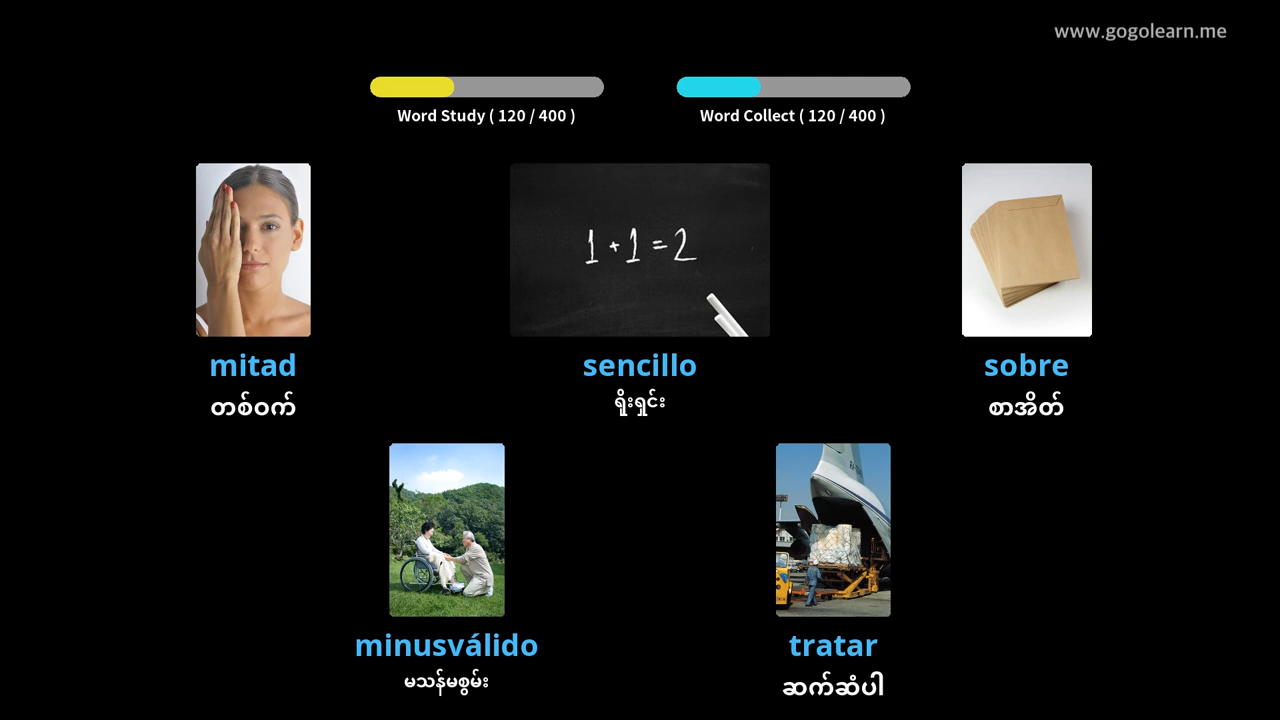 www.gogolearn.me
Word Study ( 120 / 400 )
Word Collect ( 120 / 400 )
1 + 1 = 2
mitad
sencillo
sobre
တစ်ဝက်
ရိုးရှင်း
စာအိတ်
minusválido
tratar
မသန်မစွမ်း
ဆက်ဆံပါ